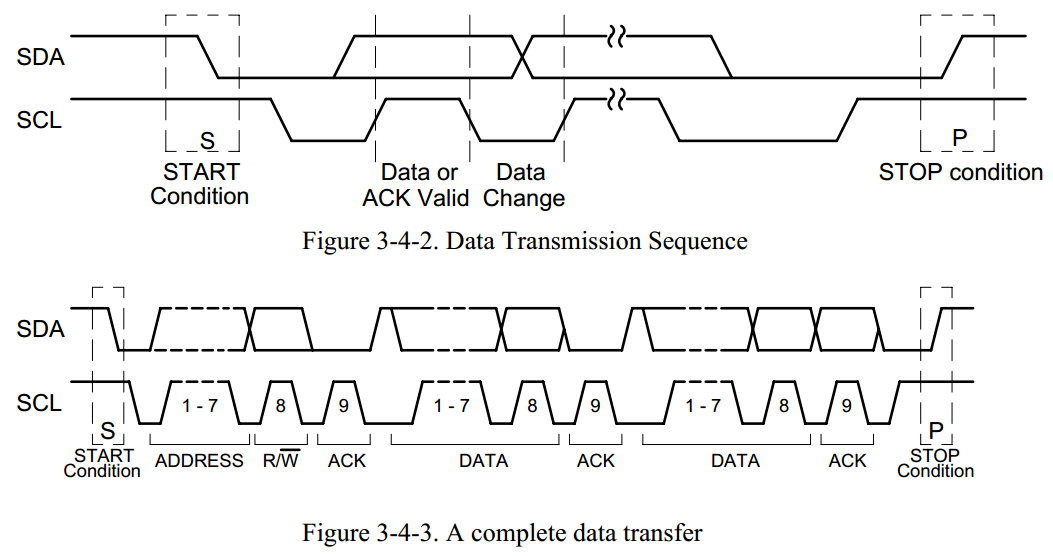 SDA
SCL
S
P
START
Condition
Data or
ACK Valid
Data
Change
STOP condition
Figure 3-4-2. Data Transmission Sequence
SDA
SCL
1 - 7
8
9
1 - 7
8
9
1 - 7
8
9
S
P
START
Condition
ADDRESS
R/W̅
ACK
DATA
ACK
DATA
ACK
STOP
Condition
Figure 3-4-3. A complete data transfer